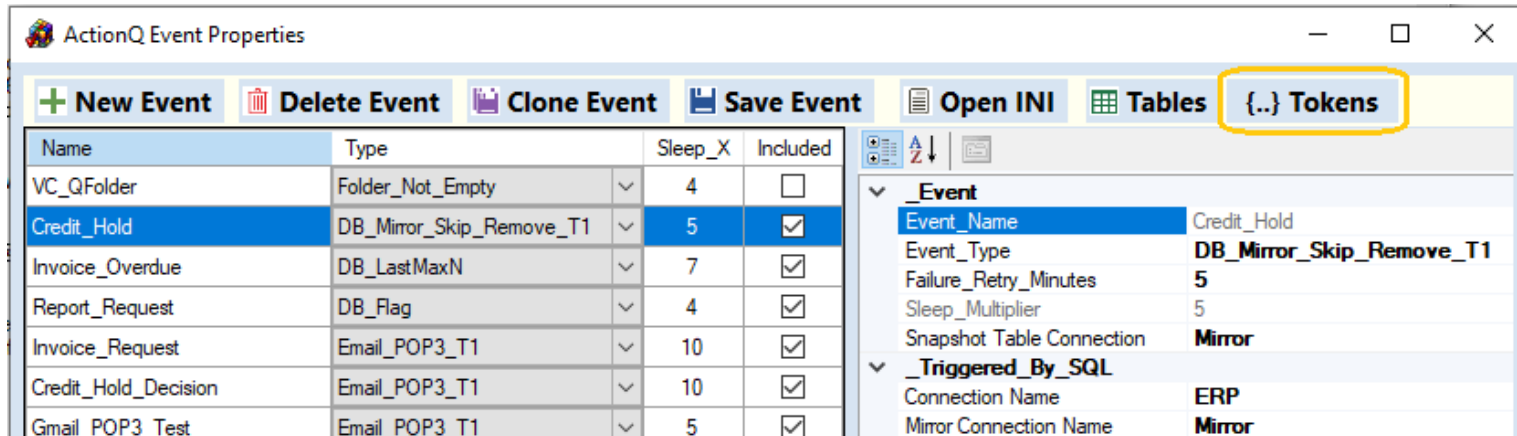 ActionQ Event Properties
New Event Delete Event Clone Event Save Event Open INI Tables {..} Tokens
Name Type Sleep_X Included
VC_QFolder Folder_Not_Empty 4
Credit_Hold DB_Mirror_Skip_Remove_T1 5
Invoice_Overdue DB_LastMaxN 7
Report_Request DB_Flag 4
Invoice_Request Email_POP3_T1 10
Credit_Hold_Decision Email_POP3_T1 10
Gmail_POP3_Test Email_POP3_T1 5
_Event
Event_Name Credit_Hold
Event_Type DB_Mirror_Skip_Remove_T1
Failure_Retry_Minutes 5
Sleep_Multiplier 5
Snapshot Table Connection Mirror
_Triggered_By_SQL
Connection Name ERP
Mirror Connection Name Mirror